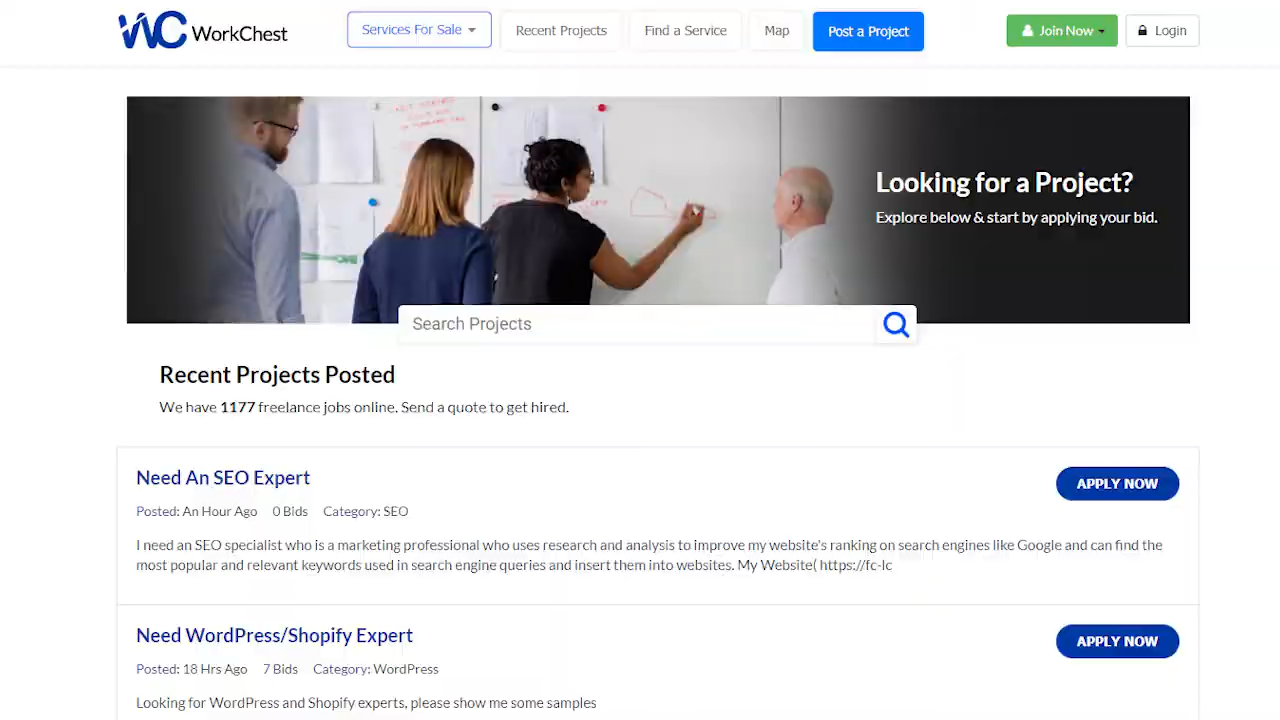 WC WorkChest
Services For Sale
Recent Projects
Find a Service
Map
Post a Project
Join Now
Login
Looking for a Project?
Explore below & start by applying your bid.
Search Projects
Recent Projects Posted
We have 1177 freelance jobs online. Send a quote to get hired.
Need An SEO Expert
APPLY NOW
Posted: An Hour Ago 0 Bids Category: SEO
I need an SEO specialist who is a marketing professional who uses research and analysis to improve my website's ranking on search engines like Google and can find the
most popular and relevant keywords used in search engine queries and insert them into websites. My Website( https://fc-lc
Need WordPress/Shopify Expert
APPLY NOW
Posted: 18 Hrs Ago 7 Bids Category: WordPress
Looking for WordPress and Shopify experts, please show me some samples